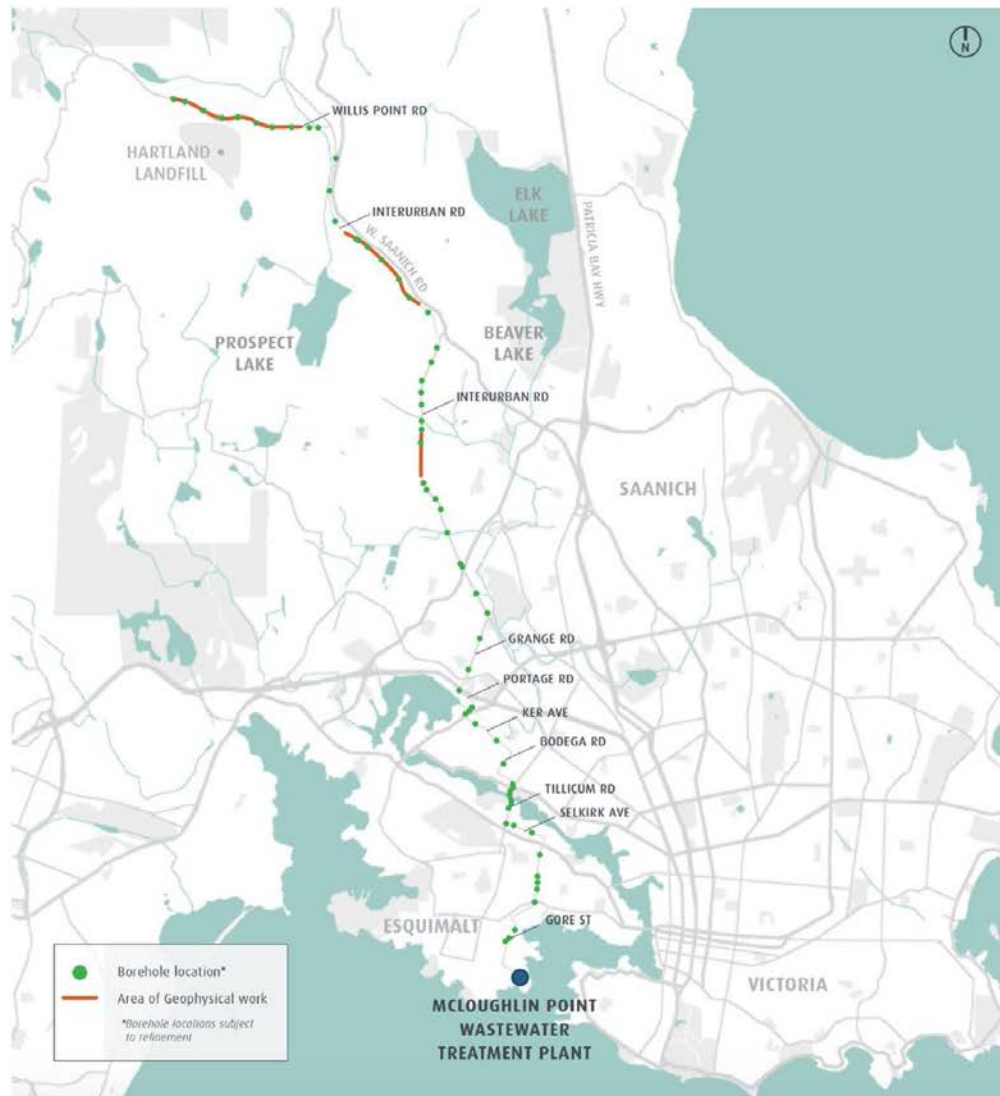 N
WILLIS POINT RD
HARTLAND
LANDFILL
ELK
LAKE
INTERURBAN RD
W. SAANICH RD
PATRICIA BAY HWY
PROSPECT
LAKE
BEAVER
LAKE
INTERURBAN RD
SAANICH
GRANGE RD
PORTAGE RD
KER AVE
BODEGA RD
TILLICUM RD
SELKIRK AVE
ESQUIMALT
GORE ST
VICTORIA
MCLOUGHLIN POINT
WASTEWATER
TREATMENT PLANT
Borehole location*
Area of Geophysical work
*Borehole locations subject
to refinement